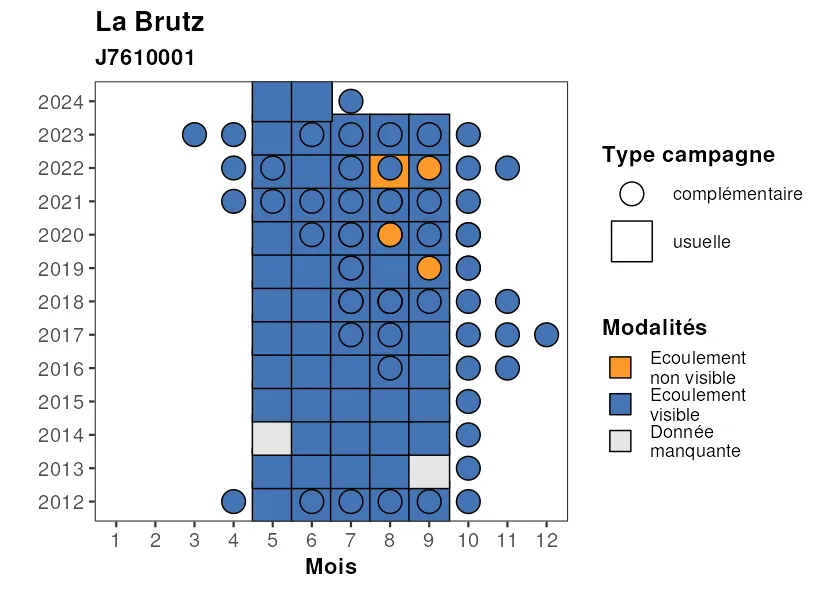 La Brutz
J7610001
2024
2023
2022
2021
2020
2019
2018
2017
2016
2015
2014
2013
2012
1 2 3 4 5 6 7 8 9 10 11 12
Mois
Type campagne
complémentaire
usuelle
Modalités
Ecoulement
non visible
Ecoulement
visible
Donnée
manquante